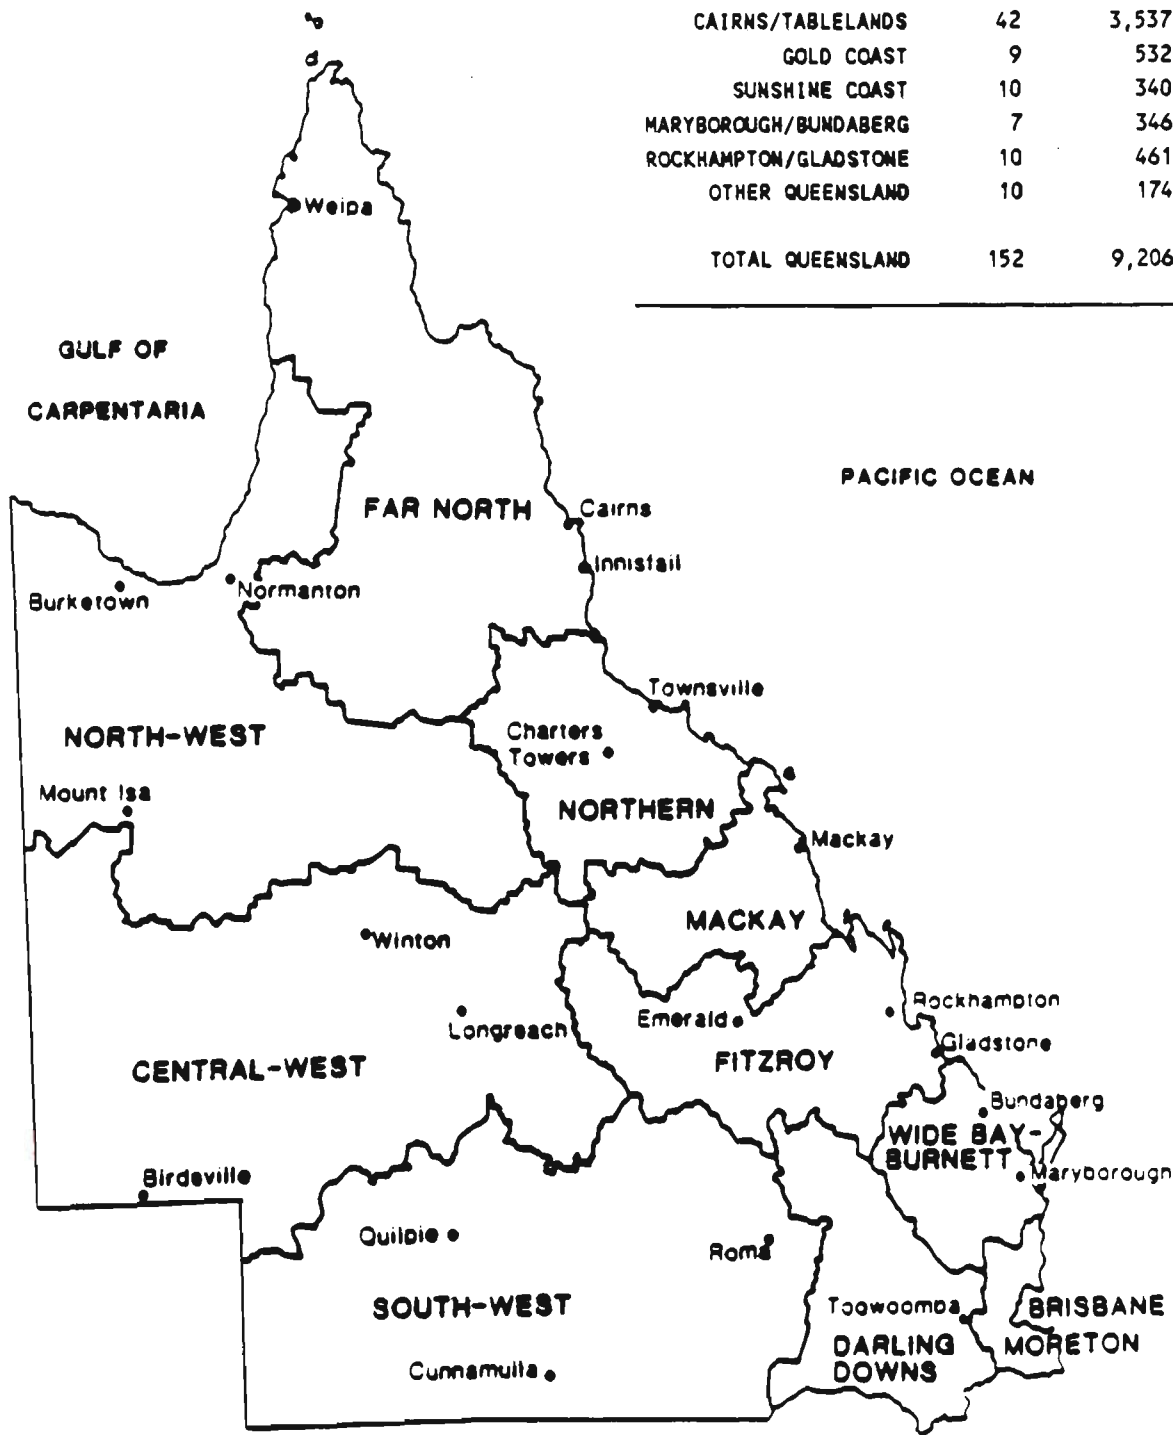 CAIRNS/TABLELANDS 42 3,537
GOLD COAST 9 532
SUNSHINE COAST 10 340
MARYBOROUGH/BUNDABERG 7 346
ROCKHAMPTON/GLADSTONE 10 461
OTHER QUEENSLAND 10 174
TOTAL QUEENSLAND 152 9,206
Weipa
GULF OF
CARPENTARIA
PACIFIC OCEAN
FAR NORTH
Cairns
Innisfail
Burketown
Normanton
Townsville
NORTH-WEST
Charters
Towers
Mount Isa
NORTHERN
Mackay
MACKAY
Winton
Rockhampton
Longreach
Emerald
Gladstone
CENTRAL-WEST
FITZROY
Bundaberg
WIDE BAY-
BURNETT
Maryborough
Birdsville
Quilpie
Roma
SOUTH-WEST
Toowoomba
BRISBANE
MORETON
DARLING
DOWNS
Cunnamulla